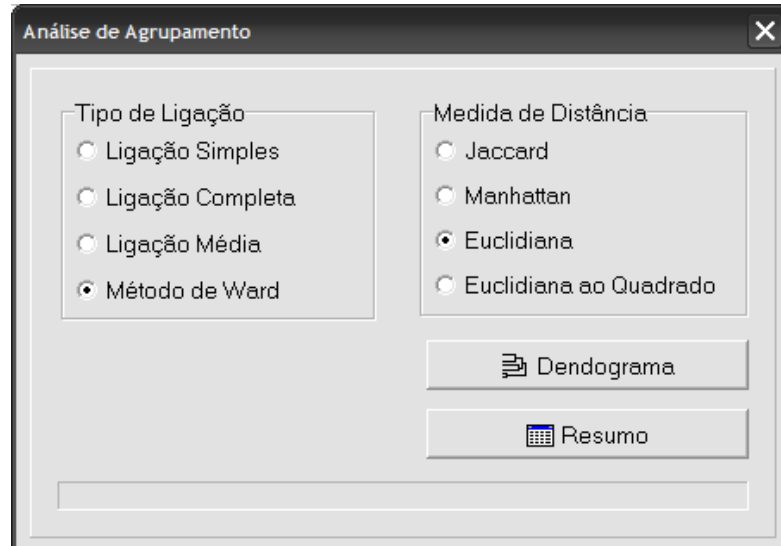 Análise de Agrupamento
Tipo de Ligação
Ligação Simples
Ligação Completa
Ligação Média
Método de Ward
Medida de Distância
Jaccard
Manhattan
Euclidiana
Euclidiana ao Quadrado
Dendograma
Resumo